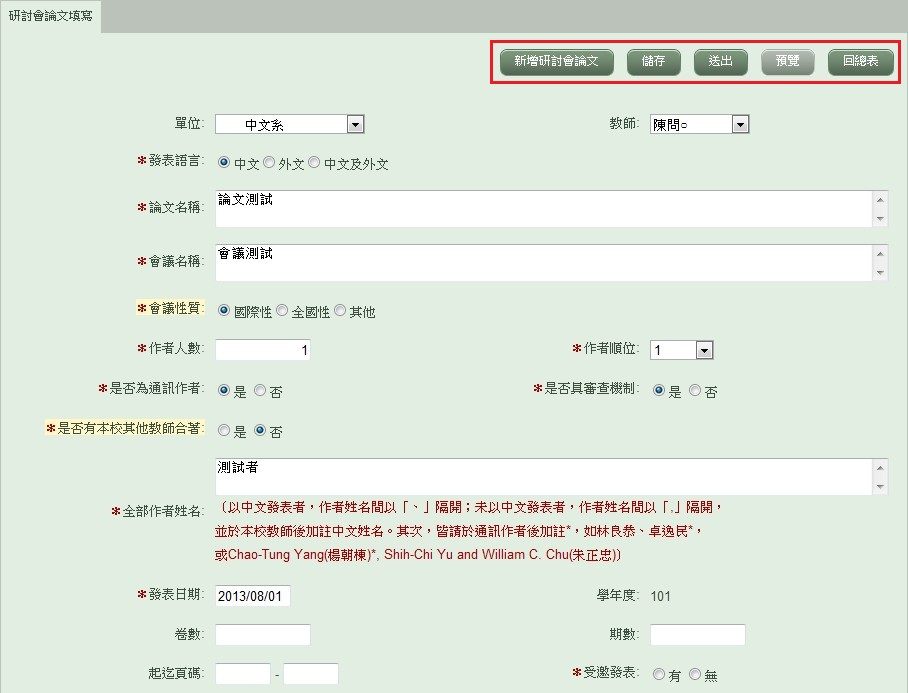 研討會論文填寫
新增研討會論文 儲存 送出 預覽 回總表
單位: 中文系 教師: 陳問○
*發表語言: 中文 外文 中文及外文
*論文名稱: 論文測試
*會議名稱: 會議測試
*會議性質: 國際性 全國性 其他
*作者人數: 1 *作者順位: 1
*是否為通訊作者: 是 否 *是否具審查機制: 是 否
*是否有本校其他教師合著: 是 否
測試者
*全部作者姓名: 〔以中文發表者，作者姓名間以「、」隔開；未以中文發表者，作者姓名間以「,」隔開，
並於本校教師後加註中文姓名。其次，皆請於通訊作者後加註*，如林良恭、卓逸民*，
或Chao-Tung Yang(楊朝棟)*, Shih-Chi Yu and William C. Chu(朱正忠)〕
*發表日期: 2013/08/01 學年度: 101
卷數: 期數:
起迄頁碼: - *受邀發表: 有 無